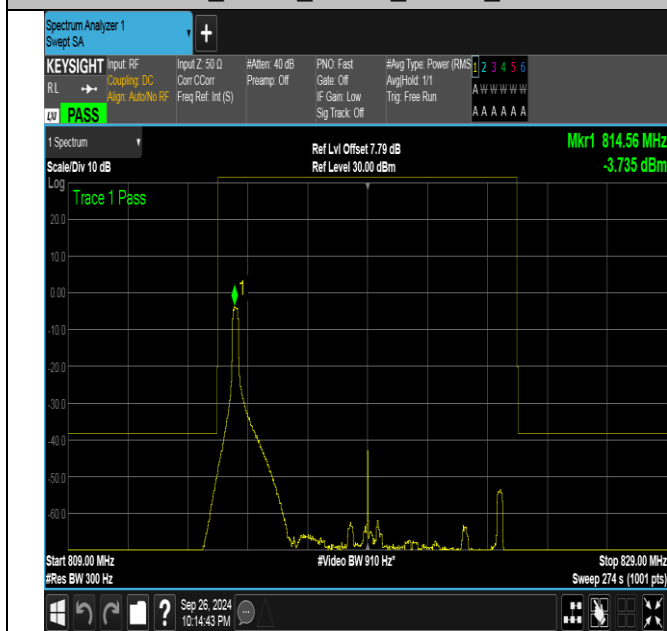 Spectrum Analyzer 1
Swept SA
+
KEYSIGHT Input: RF Input Z: 50 Ω #Atten: 40 dB PNO: Fast #Avg Type: Power (RMS 1 2 3 4 5 6
RL Coupling: DC Corr CCorr Preamp: Off Gate: Off Avg|Hold: 1/1 A W W W W W
Align: Auto/No RF Freq Ref: Int (S) IF Gain: Low Trig: Free Run
LXI PASS Sig Track: Off A A A A A A
1 Spectrum Ref Lvl Offset 7.79 dB Mkr1 814.56 MHz
Scale/Div 10 dB Ref Level 30.00 dBm -3.735 dBm
Log
Trace 1 Pass
20.0
10.0
1
0.00
-10.0
-20.0
-30.0
-40.0
-50.0
-60.0
Start 809.00 MHz #Video BW 910 Hz* Stop 829.00 MHz
#Res BW 300 Hz Sweep 274 s (1001 pts)
? Sep 26, 2024
10:14:43 PM